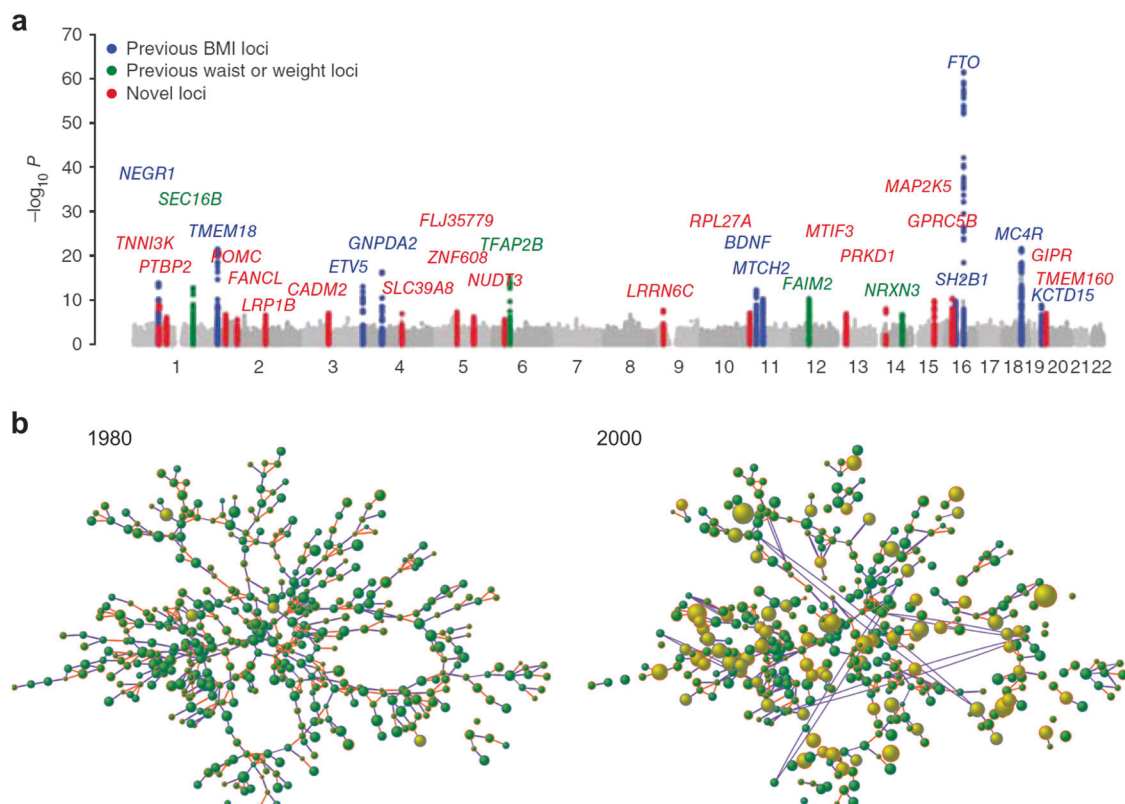 a
70
60
50
40
30
20
10
0
–log10 P
Previous BMI loci
Previous waist or weight loci
Novel loci
FTO
NEGR1
MAP2K5
SEC16B
FLJ35779
RPL27A
GPRC5B
TMEM18
MTIF3
MC4R
TNNI3K
GNPDA2
TFAP2B
BDNF
POMC
ZNF608
PRKD1
GIPR
PTBP2
ETV5
MTCH2
FANCL
NUDT3
SH2B1
TMEM160
CADM2
SLC39A8
LRRN6C
FAIM2
NRXN3
KCTD15
LRP1B
1 2 3 4 5 6 7 8 9 10 11 12 13 14 15 16 17 18 19 20 21 22
b
1980
2000